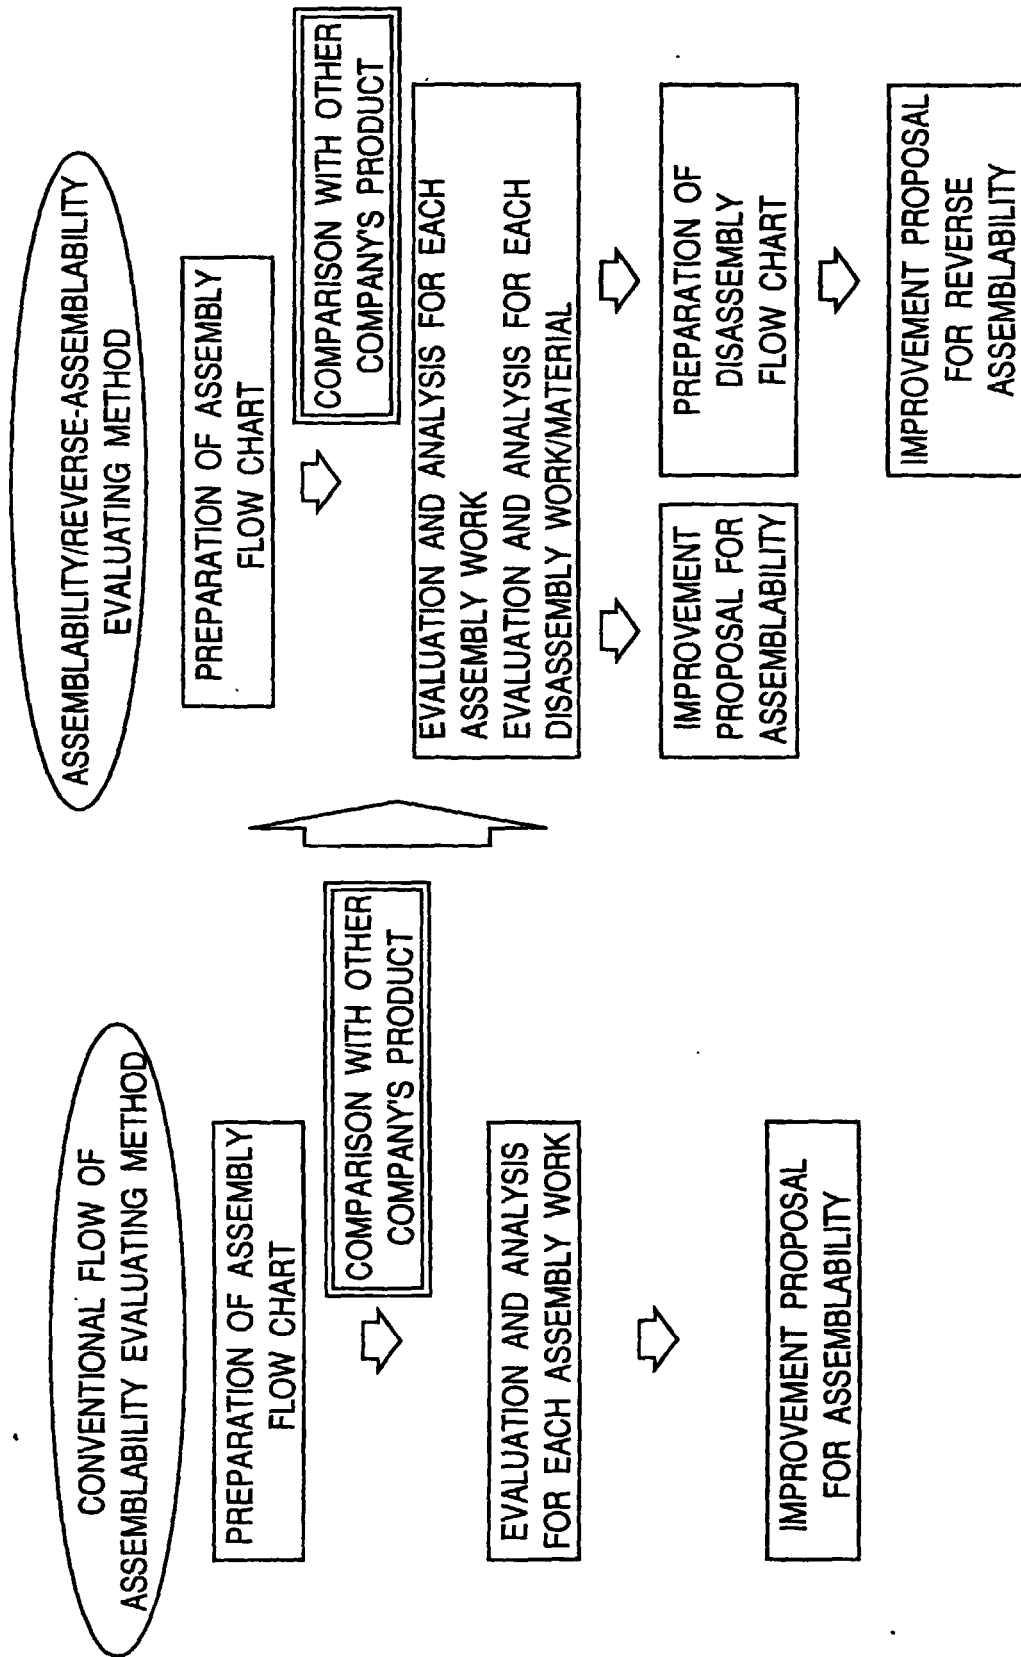 CONVENTIONAL FLOW OF
ASSEMBLABILITY EVALUATING METHOD
PREPARATION OF ASSEMBLY
FLOW CHART
COMPARISON WITH OTHER
COMPANY'S PRODUCT
EVALUATION AND ANALYSIS
FOR EACH ASSEMBLY WORK
IMPROVEMENT PROPOSAL
FOR ASSEMBLABILITY
ASSEMBLABILITY/REVERSE-ASSEMBLABILITY
EVALUATING METHOD
PREPARATION OF ASSEMBLY
FLOW CHART
COMPARISON WITH OTHER
COMPANY'S PRODUCT
EVALUATION AND ANALYSIS FOR EACH
ASSEMBLY WORK
EVALUATION AND ANALYSIS FOR EACH
DISASSEMBLY WORK/MATERIAL
IMPROVEMENT
PROPOSAL FOR
ASSEMBLABILITY
PREPARATION OF
DISASSEMBLY
FLOW CHART
IMPROVEMENT PROPOSAL
FOR REVERSE
ASSEMBLABILITY